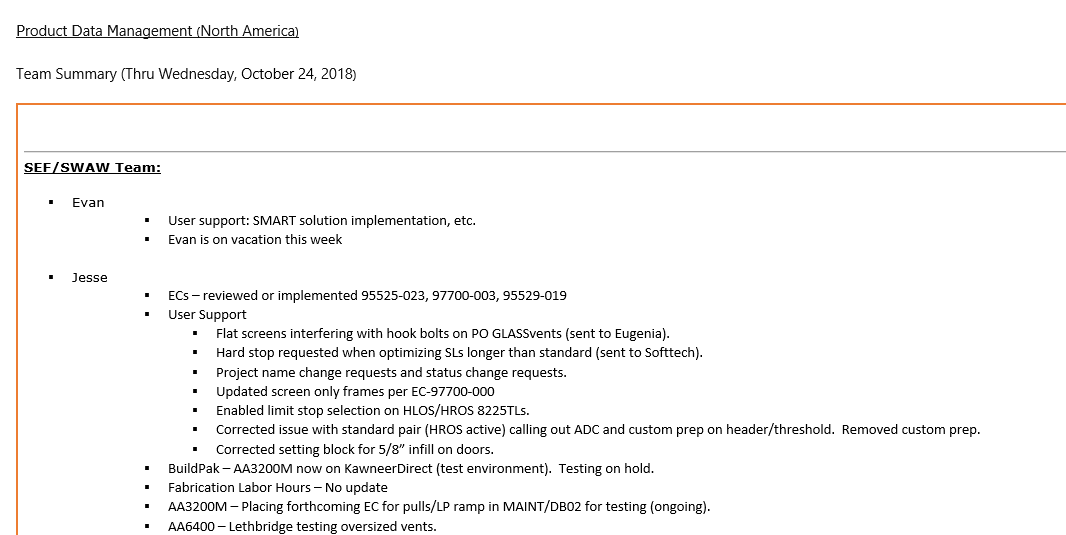 Product Data Management (North America)
Team Summary (Thru Wednesday, October 24, 2018)
SEF/SWAW Team:
▪ Evan
▪ User support: SMART solution implementation, etc.
▪ Evan is on vacation this week
▪ Jesse
▪ ECs – reviewed or implemented 95525-023, 97700-003, 95529-019
▪ User Support
▪ Flat screens interfering with hook bolts on PO GLASSvents (sent to Eugenia).
▪ Hard stop requested when optimizing SLs longer than standard (sent to Softtech).
▪ Project name change requests and status change requests.
▪ Updated screen only frames per EC-97700-000
▪ Enabled limit stop selection on HLOS/HROS 8225TLs.
▪ Corrected issue with standard pair (HROS active) calling out ADC and custom prep on header/threshold.  Removed custom prep.
▪ Corrected setting block for 5/8” infill on doors.
▪ BuildPak – AA3200M now on KawneerDirect (test environment).  Testing on hold.
▪ Fabrication Labor Hours – No update
▪ AA3200M – Placing forthcoming EC for pulls/LP ramp in MAINT/DB02 for testing (ongoing).
▪ AA6400 – Lethbridge testing oversized vents.